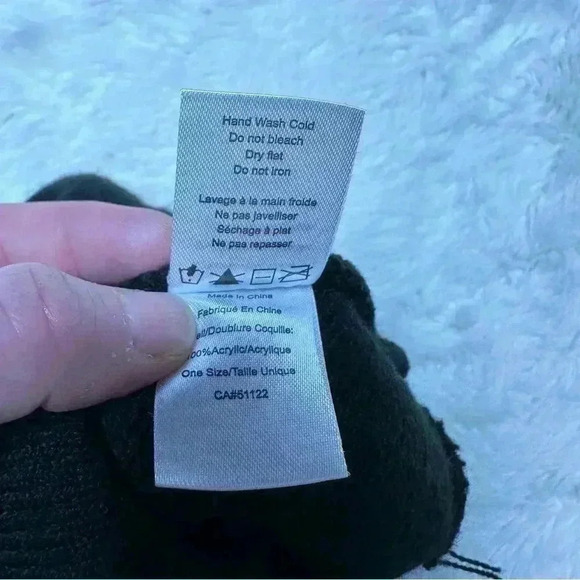 Hand Wash Cold
Do not bleach
Dry flat
Do not iron
Lavage à la main froide
Ne pas javelliser
Séchage à plat
Ne pas repasser
Made in China
Fabriqué En Chine
/Doublure Coquille:
00%Acrylic/Acrylique
One Size/Taille Unique
CA#51122